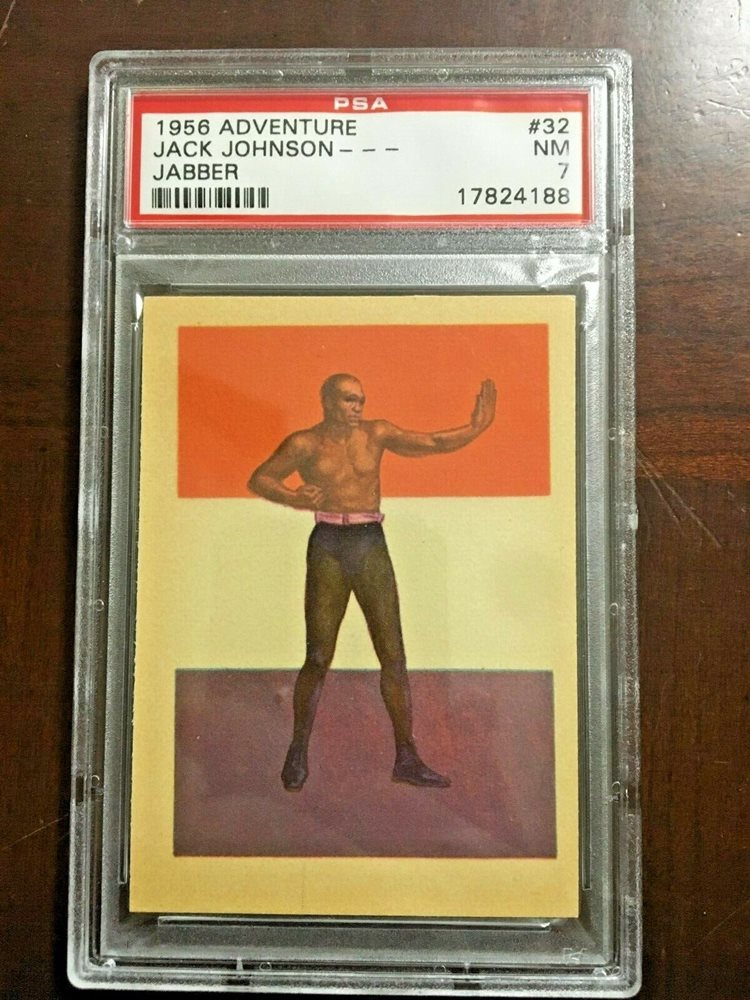 PSA
1956 ADVENTURE #32
JACK JOHNSON--- NM
JABBER 7
17824188